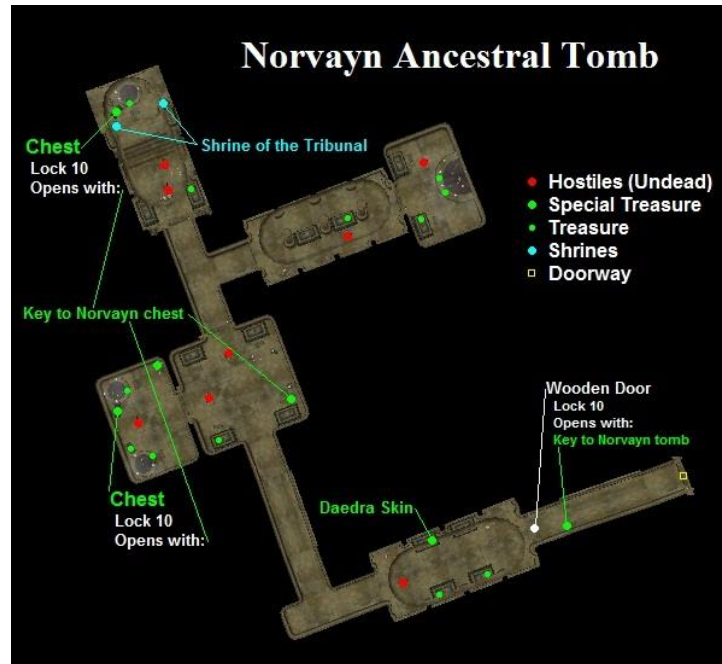 Norvayn Ancestral Tomb
Chest
Lock 10
Opens with:
Shrine of the Tribunal
Hostiles (Undead)
Special Treasure
Treasure
Shrines
Doorway
Key to Norvayn chest
Wooden Door
Lock 10
Opens with:
Key to Norvayn tomb
Chest
Lock 10
Opens with:
Daedra Skin